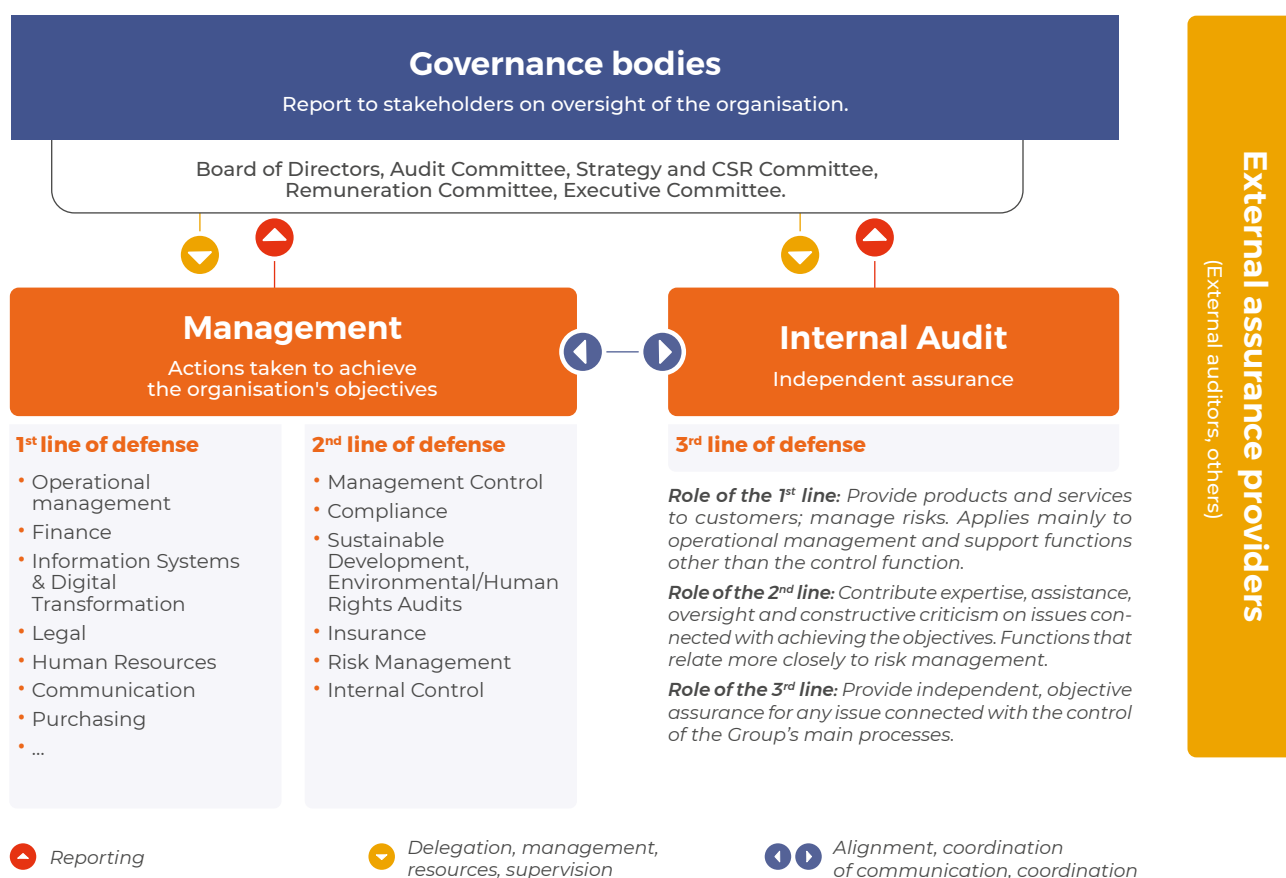 Governance bodies
Report to stakeholders on oversight of the organisation.
Board of Directors, Audit Committee, Strategy and CSR Committee,
Remuneration Committee, Executive Committee.
Management
Actions taken to achieve
the organisation's objectives
Internal Audit
Independent assurance
1st line of defense
• Operational
management
• Finance
• Information Systems
& Digital
Transformation
• Legal
• Human Resources
• Communication
• Purchasing
• ...
2nd line of defense
• Management Control
• Compliance
• Sustainable
Development,
Environmental/Human
Rights Audits
• Insurance
• Risk Management
• Internal Control
3rd line of defense
Role of the 1st line: Provide products and services
to customers; manage risks. Applies mainly to
operational management and support functions
other than the control function.
Role of the 2nd line: Contribute expertise, assistance,
oversight and constructive criticism on issues con-
nected with achieving the objectives. Functions that
relate more closely to risk management.
Role of the 3rd line: Provide independent, objective
assurance for any issue connected with the control
of the Group's main processes.
External assurance providers
(External auditors, others)
Reporting
Delegation, management,
resources, supervision
Alignment, coordination
of communication, coordination